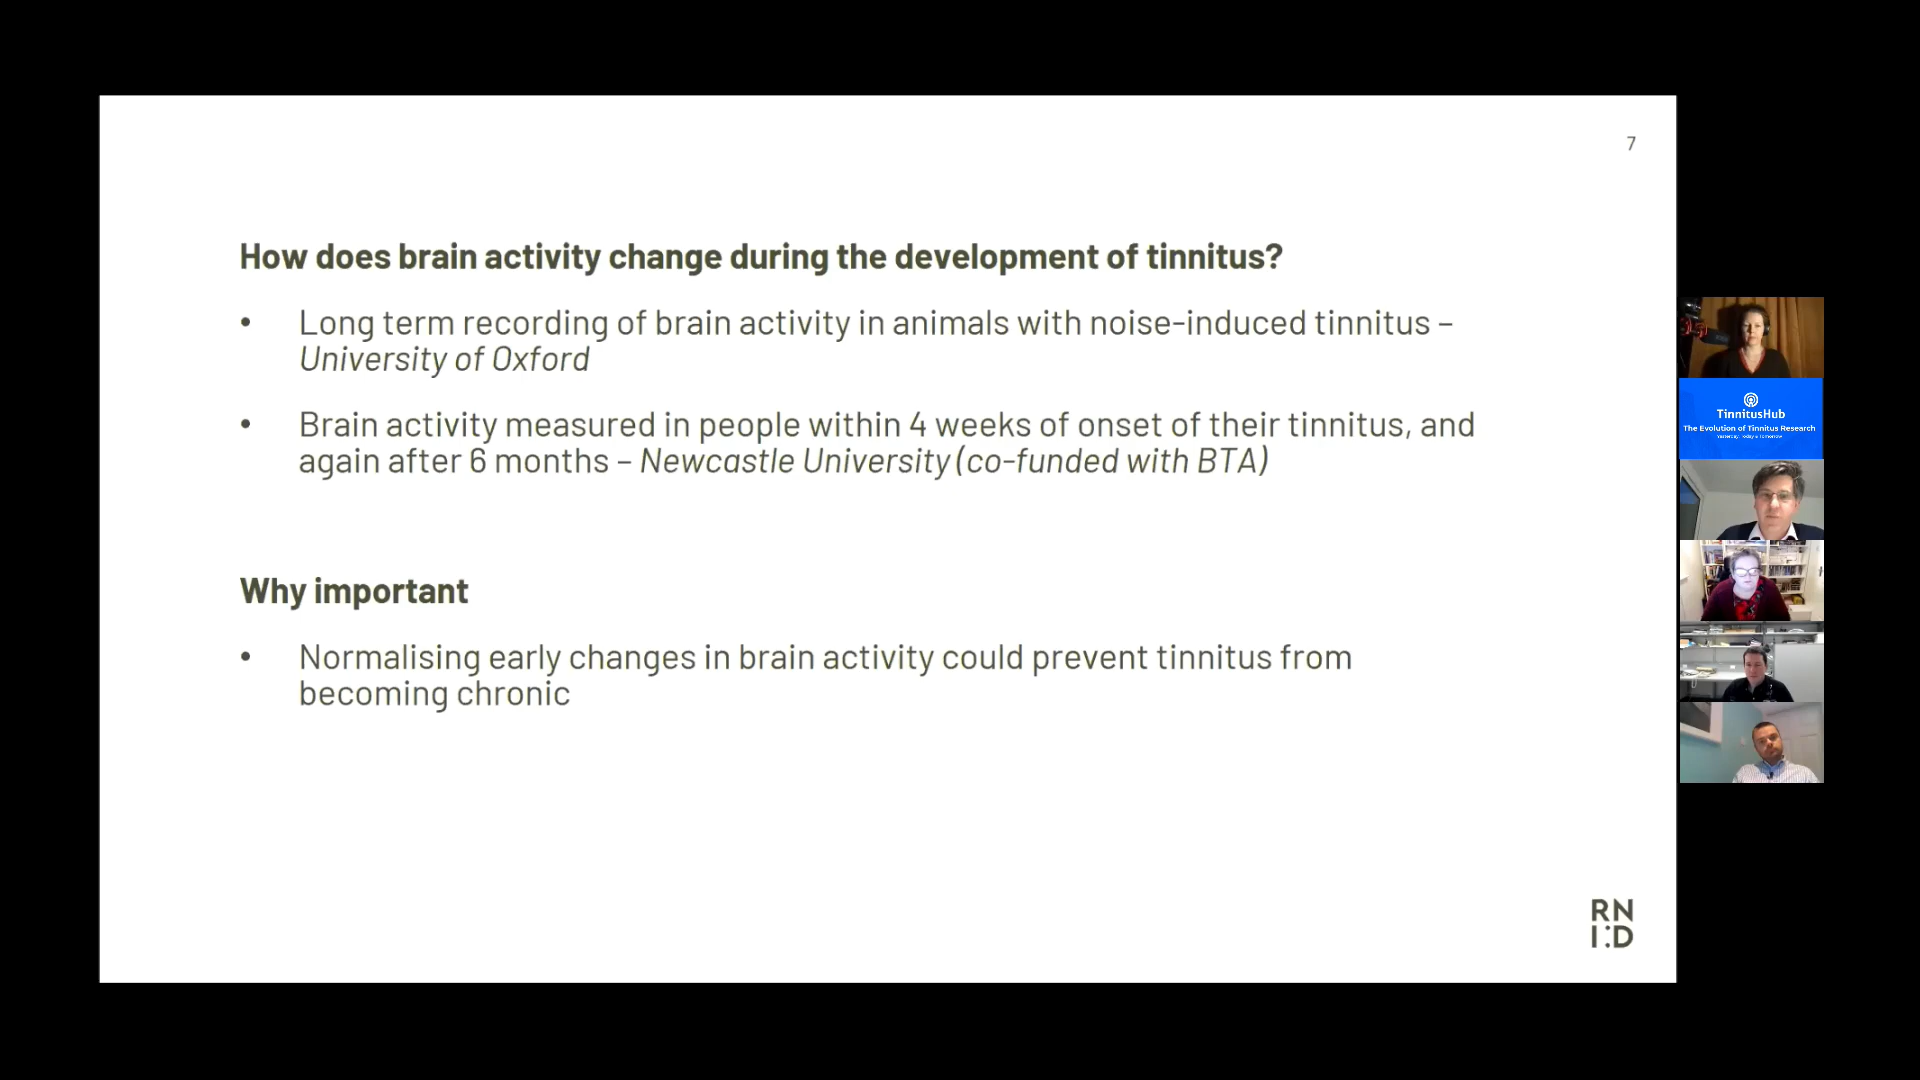 7
How does brain activity change during the development of tinnitus?
• Long term recording of brain activity in animals with noise-induced tinnitus –
University of Oxford
• Brain activity measured in people within 4 weeks of onset of their tinnitus, and
again after 6 months – Newcastle University (co-funded with BTA)
Why important
• Normalising early changes in brain activity could prevent tinnitus from
becoming chronic
RN
I:D
TinnitusHub
The Evolution of Tinnitus Research
Yesterday, Today & Tomorrow